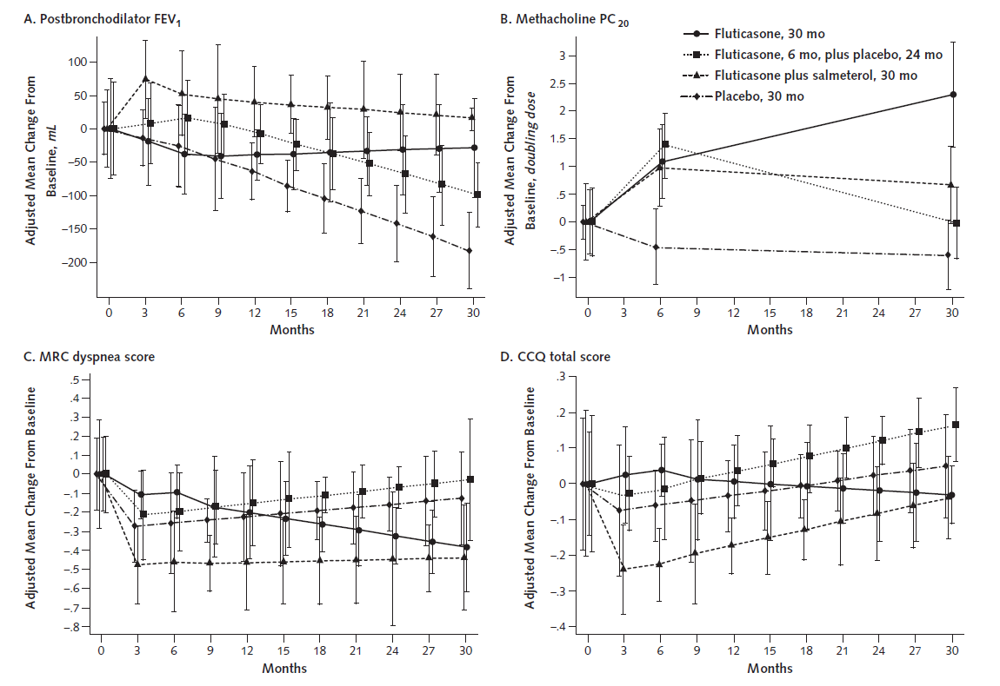 A. Postbronchodilator FEV1
Adjusted Mean Change From
Baseline, mL
100
50
0
–50
–100
–150
–200
0 3 6 9 12 15 18 21 24 27 30
Months
B. Methacholine PC20
Fluticasone, 30 mo
Fluticasone, 6 mo, plus placebo, 24 mo
Fluticasone plus salmeterol, 30 mo
Placebo, 30 mo
Adjusted Mean Change From
Baseline, doubling dose
3
2.5
2
1.5
1
.5
0
–.5
–1
0 3 6 9 12 15 18 21 24 27 30
Months
C. MRC dyspnea score
Adjusted Mean Change From Baseline
.5
.4
.3
.2
.1
0
–.1
–.2
–.3
–.4
–.5
–.6
–.7
–.8
0 3 6 9 12 15 18 21 24 27 30
Months
D. CCQ total score
Adjusted Mean Change From Baseline
.3
.2
.1
0
–.1
–.2
–.3
–.4
0 3 6 9 12 15 18 21 24 27 30
Months